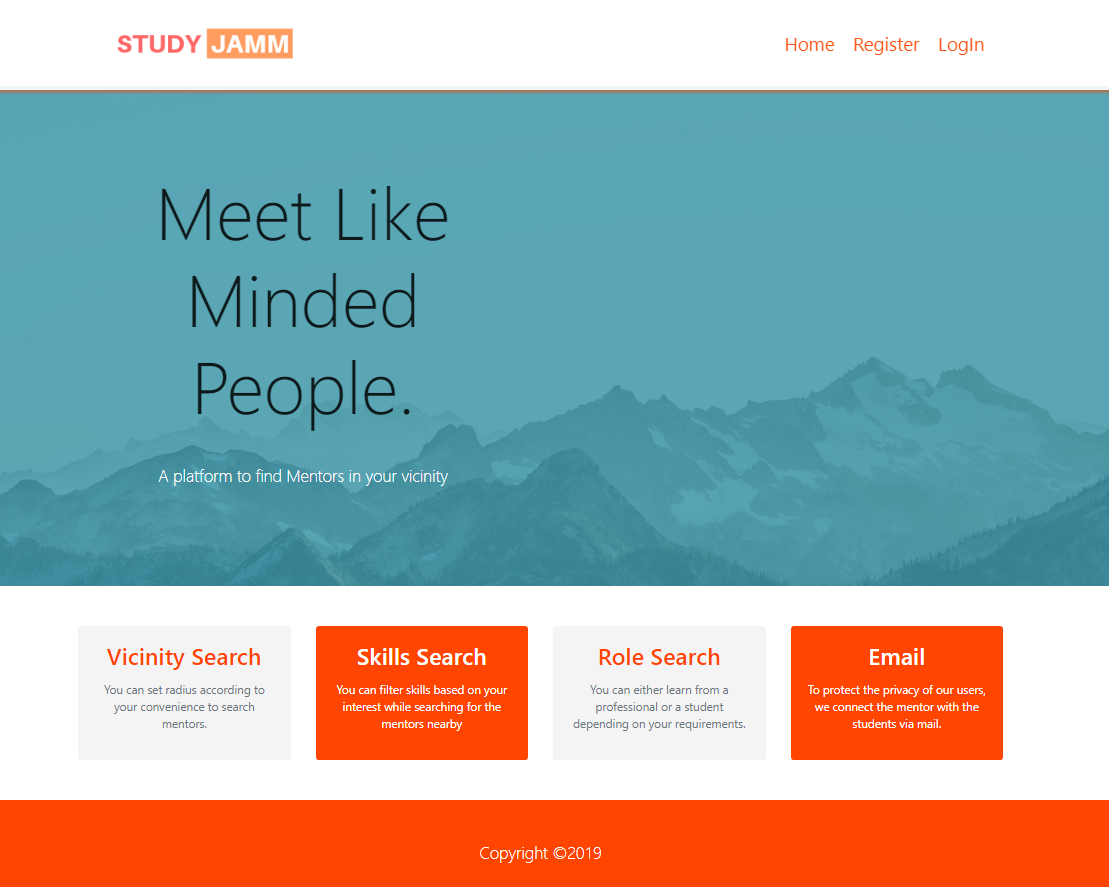 STUDY JAMM
Home Register LogIn
Meet Like
Minded
People.
A platform to find Mentors in your vicinity
Vicinity Search
You can set radius according to
your convenience to search
mentors.
Skills Search
You can filter skills based on your
interest while searching for the
mentors nearby
Role Search
You can either learn from a
professional or a student
depending on your requirements.
Email
To protect the privacy of our users,
we connect the mentor with the
students via mail.
Copyright ©2019